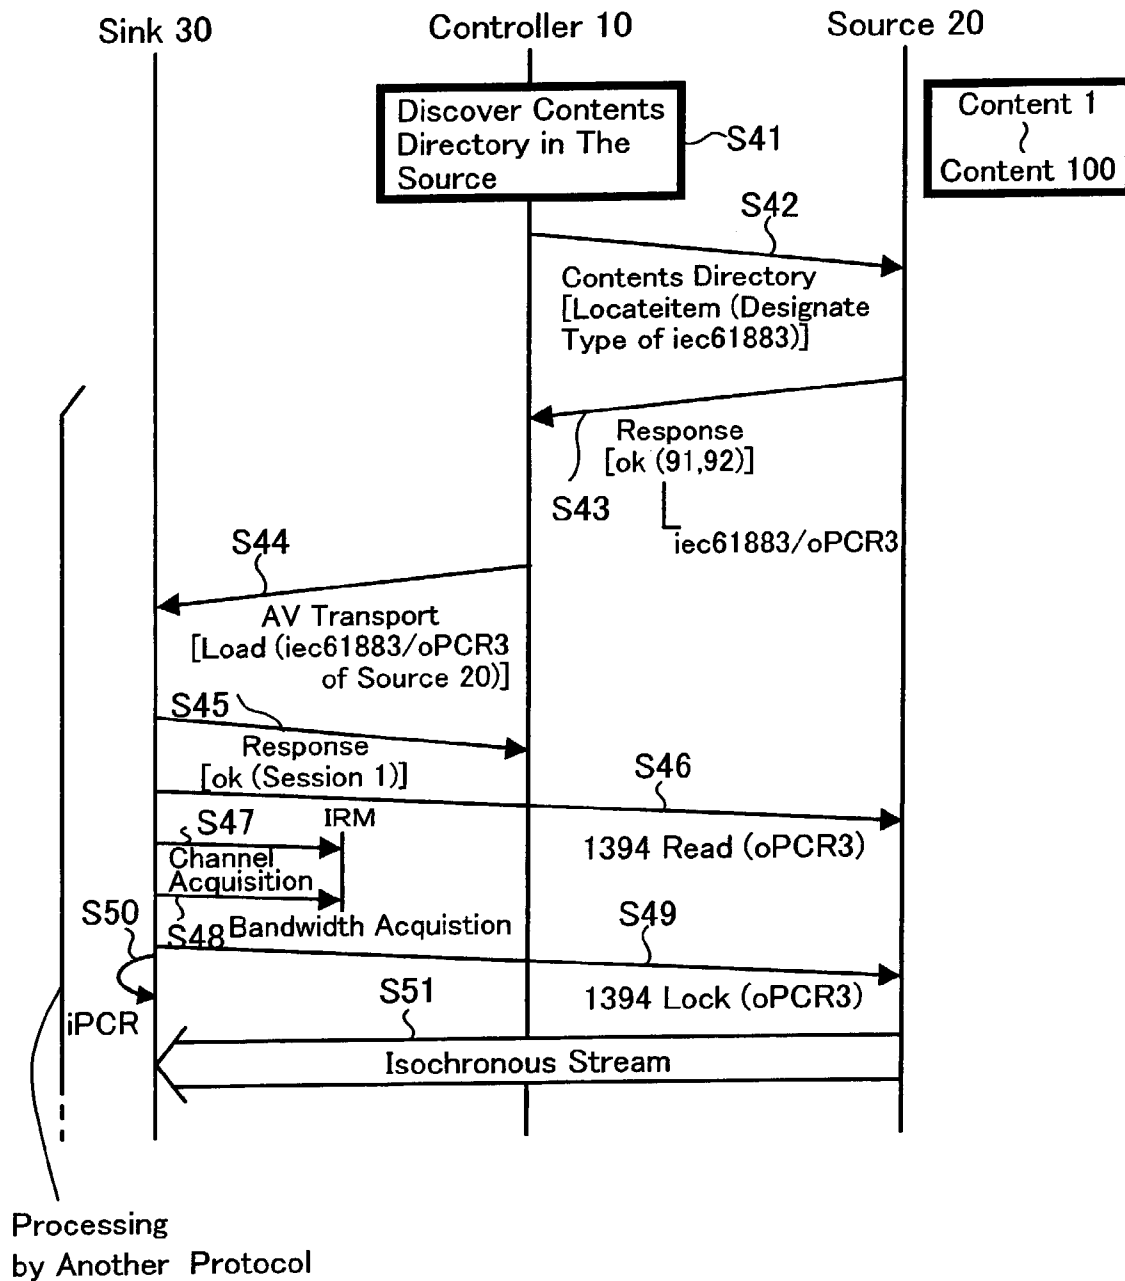 Sink 30
Controller 10
Source 20
Discover Contents
Directory in The
Source
S41
Content 1
~
Content 100
S42
Contents Directory
[Locateitem (Designate
Type of iec61883)]
Response
[ok (91,92)]
S43
iec61883/oPCR3
S44
AV Transport
[Load (iec61883/oPCR3
of Source 20)]
S45
Response
[ok (Session 1)]
S46
1394 Read (oPCR3)
S47
IRM
Channel
Acquisition
S50
S48
Bandwidth Acquistion
S49
1394 Lock (oPCR3)
iPCR
S51
Isochronous Stream
Processing
by Another Protocol